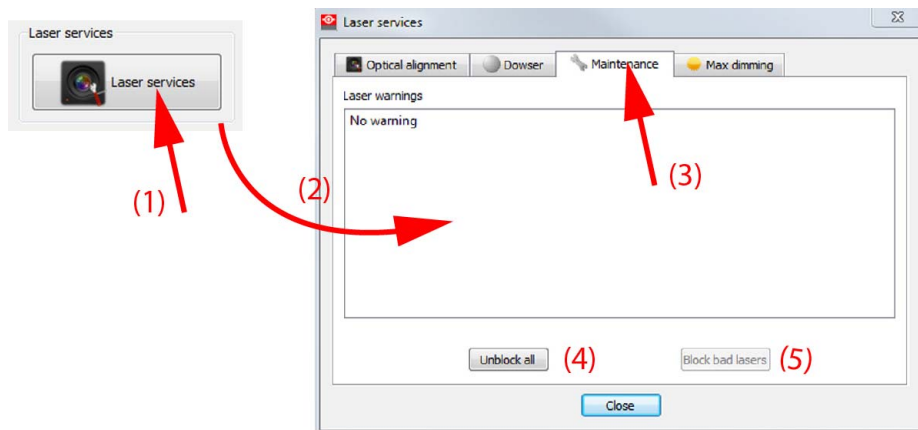 Laser services
Laser services
(1)
(2)
Laser services
Optical alignment Dowser Maintenance Max dimming
Laser warnings
No warning
(3)
Unblock all (4) Block bad lasers (5)
Close